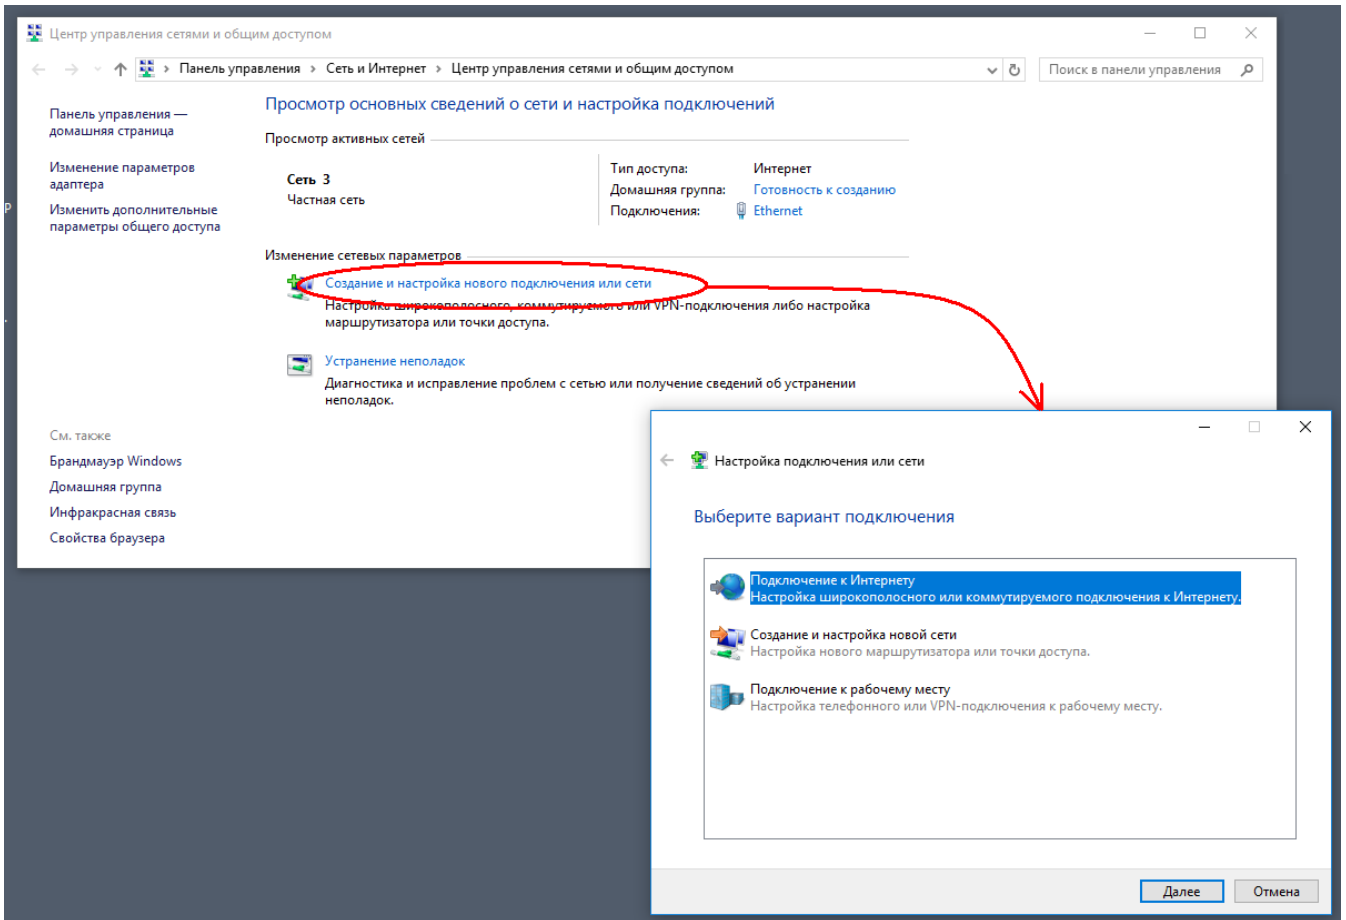 Центр управления сетями и общим доступом
Панель управления > Сеть и Интернет > Центр управления сетями и общим доступом
Поиск в панели управления
Панель управления —
домашняя страница
Изменение параметров
адаптера
Изменить дополнительные
параметры общего доступа
Просмотр основных сведений о сети и настройка подключений
Просмотр активных сетей
Сеть 3
Частная сеть
Тип доступа: Интернет
Домашняя группа: Готовность к созданию
Подключения: Ethernet
Изменение сетевых параметров
Создание и настройка нового подключения или сети
Настройка широкополосного, коммутируемого или VPN-подключения либо настройка
маршрутизатора или точки доступа.
Устранение неполадок
Диагностика и исправление проблем с сетью или получение сведений об устранении
неполадок.
См. также
Брандмауэр Windows
Домашняя группа
Инфракрасная связь
Свойства браузера
Настройка подключения или сети
Выберите вариант подключения
Подключение к Интернету
Настройка широкополосного или коммутируемого подключения к Интернету.
Создание и настройка новой сети
Настройка нового маршрутизатора или точки доступа.
Подключение к рабочему месту
Настройка телефонного или VPN-подключения к рабочему месту.
Далее
Отмена